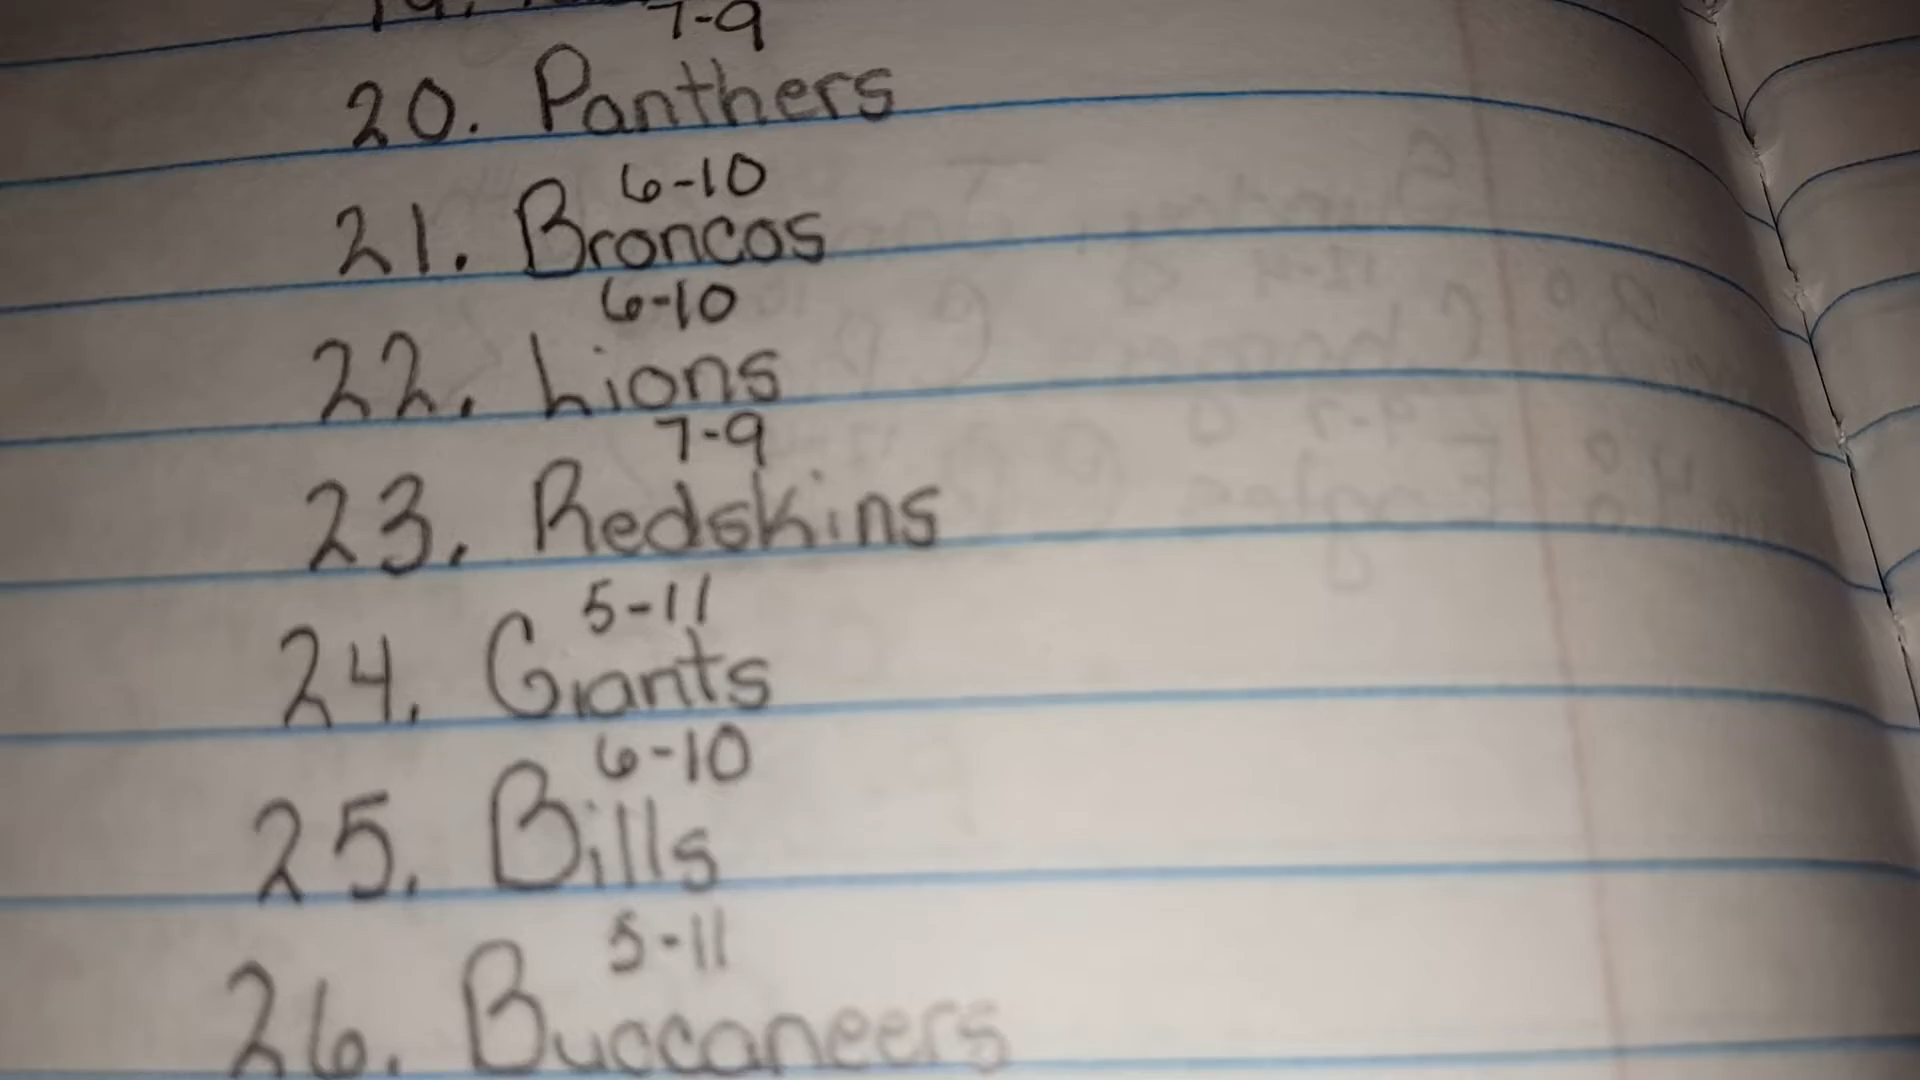 7-9
20. Panthers
6-10
21. Broncos
6-10
22. Lions
7-9
23. Redskins
5-11
24. Giants
6-10
25. Bills
5-11
26. Buccaneers